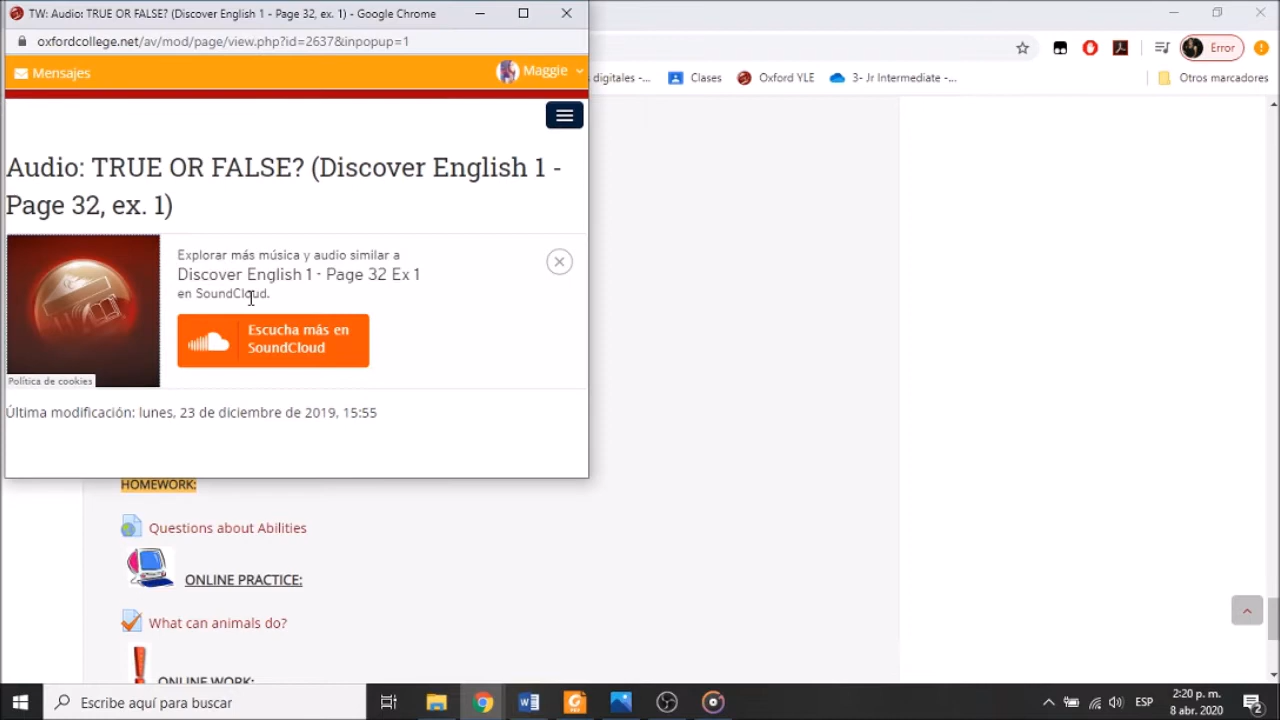 TW: Audio: TRUE OR FALSE? (Discover English 1 - Page 32, ex. 1) - Google Chrome
oxfordcollege.net/av/mod/page/view.php?id=2637&inpopup=1
Error
Mensajes
Maggie
s digitales -...
Clases
Oxford YLE
3- Jr Intermediate -...
Otros marcadores
Audio: TRUE OR FALSE? (Discover English 1 -
Page 32, ex. 1)
Explorar más música y audio similar a
Discover English 1 - Page 32 Ex 1
en SoundCloud.
Escucha más en
SoundCloud
Política de cookies
Última modificación: lunes, 23 de diciembre de 2019, 15:55
HOMEWORK:
Questions about Abilities
ONLINE PRACTICE:
What can animals do?
ONLINE WORK:
Escribe aquí para buscar
ESP
2:20 p. m.
8 abr. 2020
2